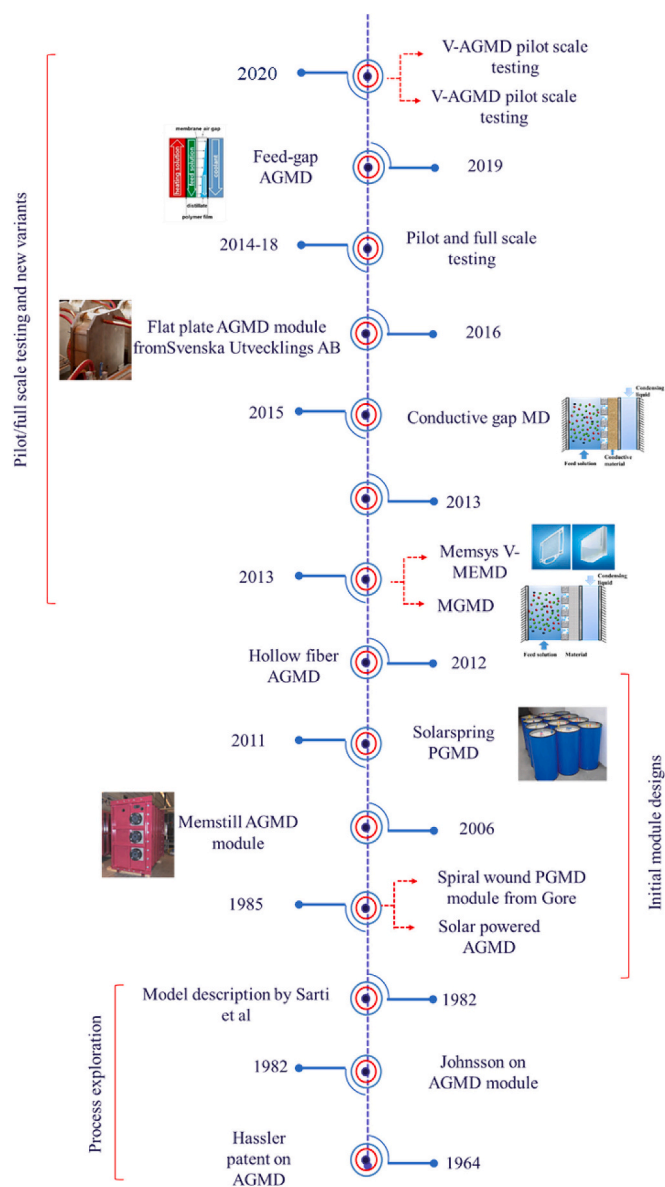 2020
V-AGMD pilot scale
testing
V-AGMD pilot scale
testing
membrane air gap
heating solution
feed solution
coolant
distillate
polymer film
Feed-gap
AGMD
2019
2014-18
Pilot and full scale
testing
Flat plate AGMD module
fromSvenska Utvecklings AB
2016
2015
Conductive gap MD
Condensing
liquid
Feed solution
Conductive
material
2013
2013
Memsys V-
MEMD
MGMD
Condensing
liquid
Feed solution
Material
Pilot/full scale testing and new variants
Hollow fiber
AGMD
2012
2011
Solarspring
PGMD
Memstill AGMD
module
2006
1985
Spiral wound PGMD
module from Gore
Solar powered
AGMD
Initial module designs
Model description by Sarti
et al
1982
1982
Johnsson on
AGMD module
Hassler
patent on
AGMD
1964
Process exploration